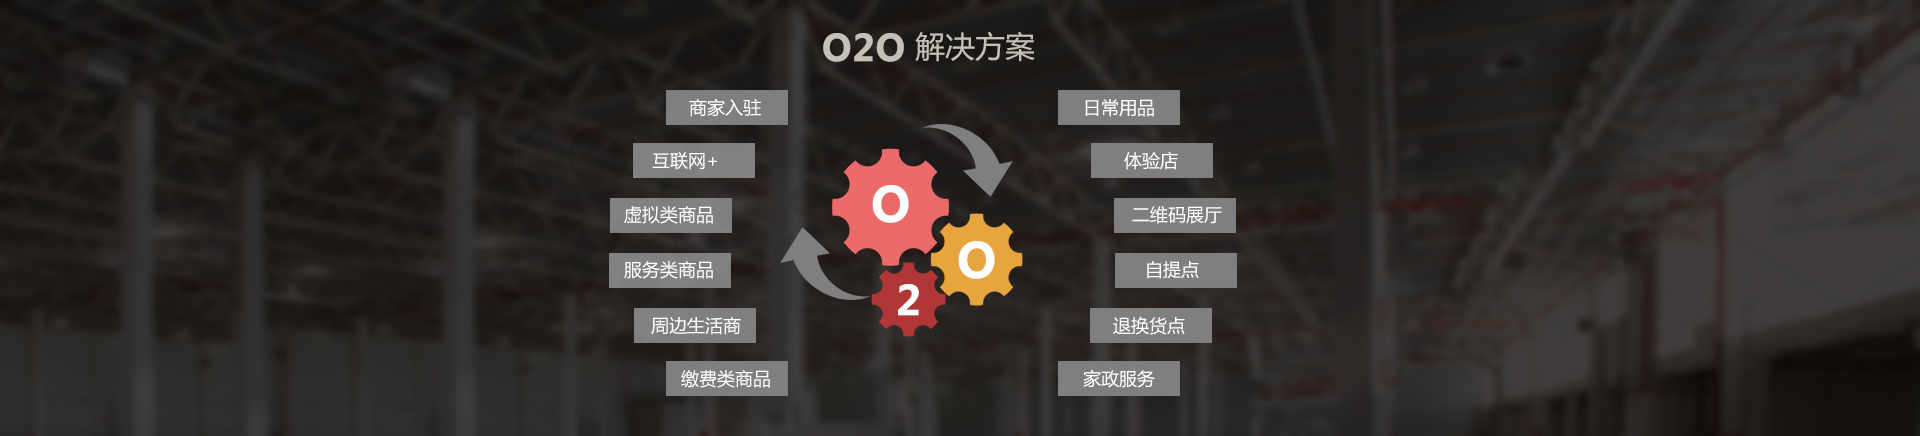 O2O 解决方案
商家入驻
互联网+
虚拟类商品
服务类商品
周边生活商
缴费类商品
O
2
O
日常用品
体验店
二维码展厅
自提点
退换货点
家政服务